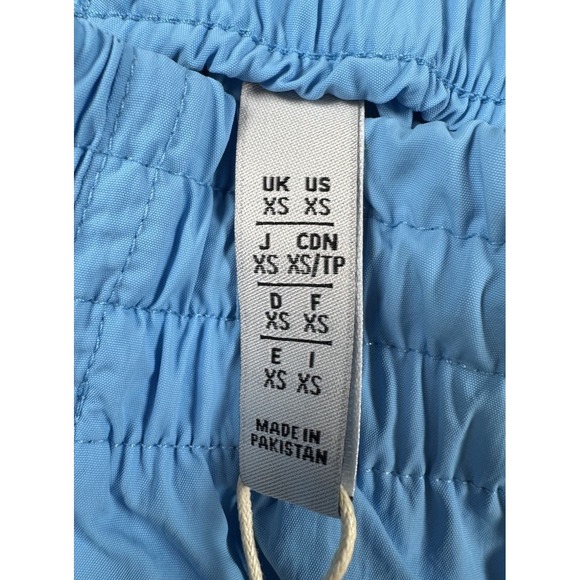 UK US
XS XS
J CDN
XS XS/TP
D F
XS XS
E I
XS XS
MADE IN
PAKISTAN